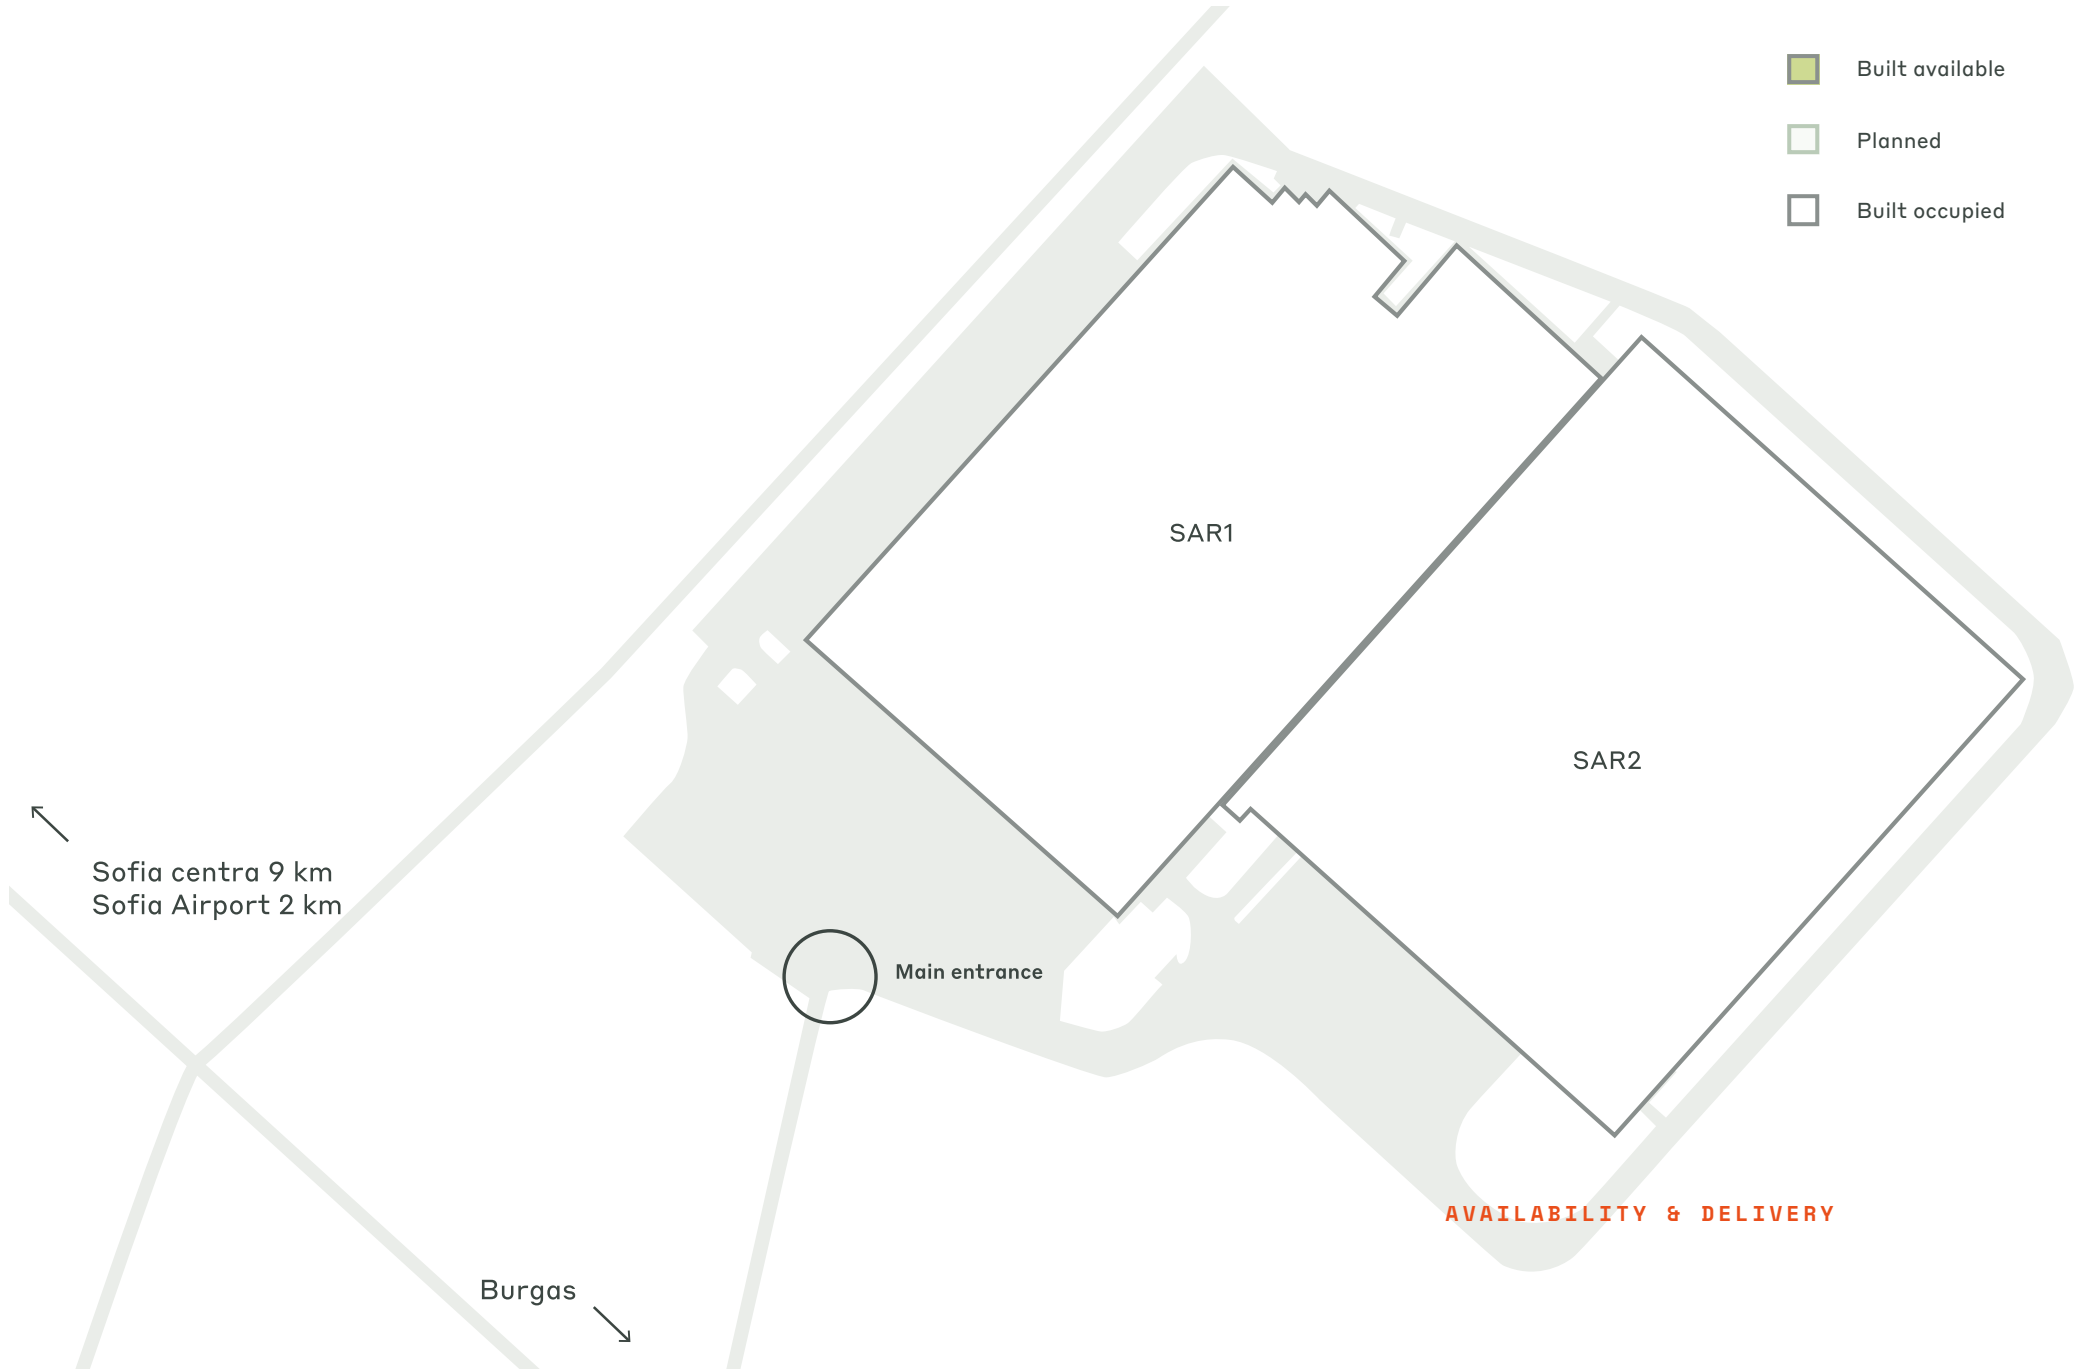 Built available
Planned
Built occupied
SAR1
SAR2
Sofia centra 9 km
Sofia Airport 2 km
Main entrance
AVAILABILITY & DELIVERY
Burgas